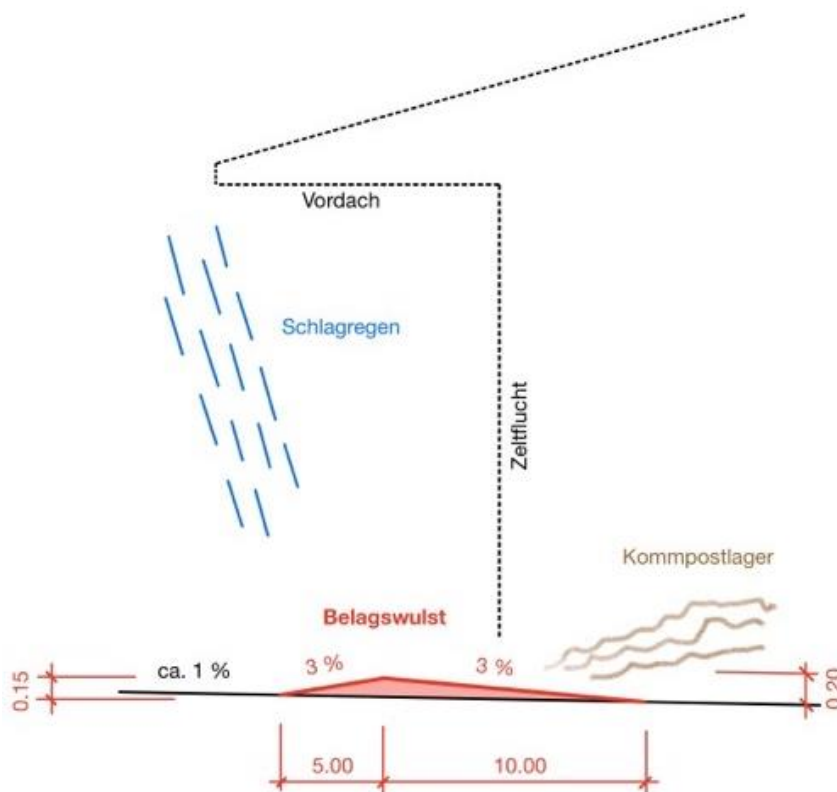 Vordach
Schlagregen
Zeltflucht
Kommpostlager
Belagswulst
ca. 1 %
3 %
3 %
0.15
0.20
5.00
10.00